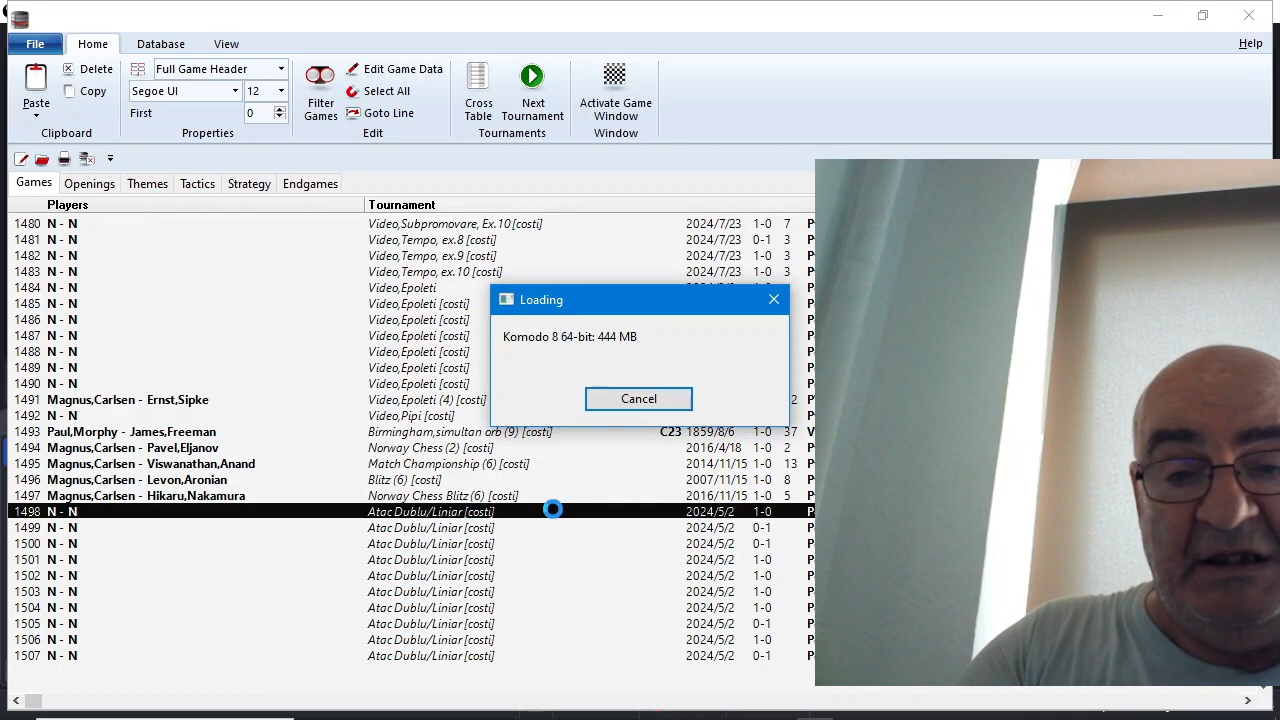 File Home Database View Help
Paste
Clipboard
Delete
Copy
Full Game Header
Segoe UI 12
First 0
Properties
Filter Games
Edit Game Data
Select All
Goto Line
Edit
Cross Table
Next Tournament
Tournaments
Activate Game Window
Window
Games Openings Themes Tactics Strategy Endgames
Players Tournament
1480 N - N Video,Subpromovare, Ex.10 [costi] 2024/7/23 1-0 7
1481 N - N Video,Tempo, ex.8 [costi] 2024/7/23 0-1 3
1482 N - N Video,Tempo, ex.9 [costi] 2024/7/23 1-0 3
1483 N - N Video,Tempo, ex.10 [costi] 2024/7/23 1-0 3
1484 N - N Video,Epoleti
1485 N - N Video,Epoleti [costi]
1486 N - N Video,Epoleti [costi]
1487 N - N Video,Epoleti [costi]
1488 N - N Video,Epoleti [costi]
1489 N - N Video,Epoleti [costi]
1490 N - N Video,Epoleti [costi]
1491 Magnus,Carlsen - Ernst,Sipke Video,Epoleti (4) [costi] 2
1492 N - N Video,Pipi [costi]
1493 Paul,Morphy - James,Freeman Birmingham,simultan orb (9) [costi] C23 1859/8/6 1-0 37
1494 Magnus,Carlsen - Pavel,Eljanov Norway Chess (2) [costi] 2016/4/18 1-0 2
1495 Magnus,Carlsen - Viswanathan,Anand Match Championship (6) [costi] 2014/11/15 1-0 13
1496 Magnus,Carlsen - Levon,Aronian Blitz (6) [costi] 2007/11/15 1-0 8
1497 Magnus,Carlsen - Hikaru,Nakamura Norway Chess Blitz (6) [costi] 2016/11/15 1-0 5
1498 N - N Atac Dublu/Liniar [costi] 2024/5/2 1-0
1499 N - N Atac Dublu/Liniar [costi] 2024/5/2 0-1
1500 N - N Atac Dublu/Liniar [costi] 2024/5/2 0-1
1501 N - N Atac Dublu/Liniar [costi] 2024/5/2 1-0
1502 N - N Atac Dublu/Liniar [costi] 2024/5/2 1-0
1503 N - N Atac Dublu/Liniar [costi] 2024/5/2 1-0
1504 N - N Atac Dublu/Liniar [costi] 2024/5/2 1-0
1505 N - N Atac Dublu/Liniar [costi] 2024/5/2 0-1
1506 N - N Atac Dublu/Liniar [costi] 2024/5/2 1-0
1507 N - N Atac Dublu/Liniar [costi] 2024/5/2 0-1
Loading
Komodo 8 64-bit: 444 MB
Cancel